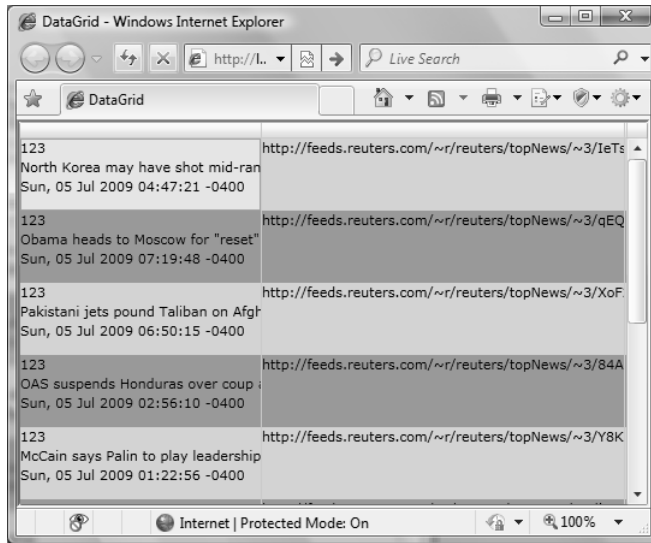 DataGrid - Windows Internet Explorer
http://l..
Live Search
DataGrid
123
North Korea may have shot mid-ran
Sun, 05 Jul 2009 04:47:21 -0400
http://feeds.reuters.com/~r/reuters/topNews/~3/IeTs
123
Obama heads to Moscow for "reset"
Sun, 05 Jul 2009 07:19:48 -0400
http://feeds.reuters.com/~r/reuters/topNews/~3/qEQ
123
Pakistani jets pound Taliban on Afgh
Sun, 05 Jul 2009 06:50:15 -0400
http://feeds.reuters.com/~r/reuters/topNews/~3/XoF
123
OAS suspends Honduras over coup
Sun, 05 Jul 2009 02:56:10 -0400
http://feeds.reuters.com/~r/reuters/topNews/~3/84A
123
McCain says Palin to play leadership
Sun, 05 Jul 2009 01:22:56 -0400
http://feeds.reuters.com/~r/reuters/topNews/~3/Y8K
Internet | Protected Mode: On
100%